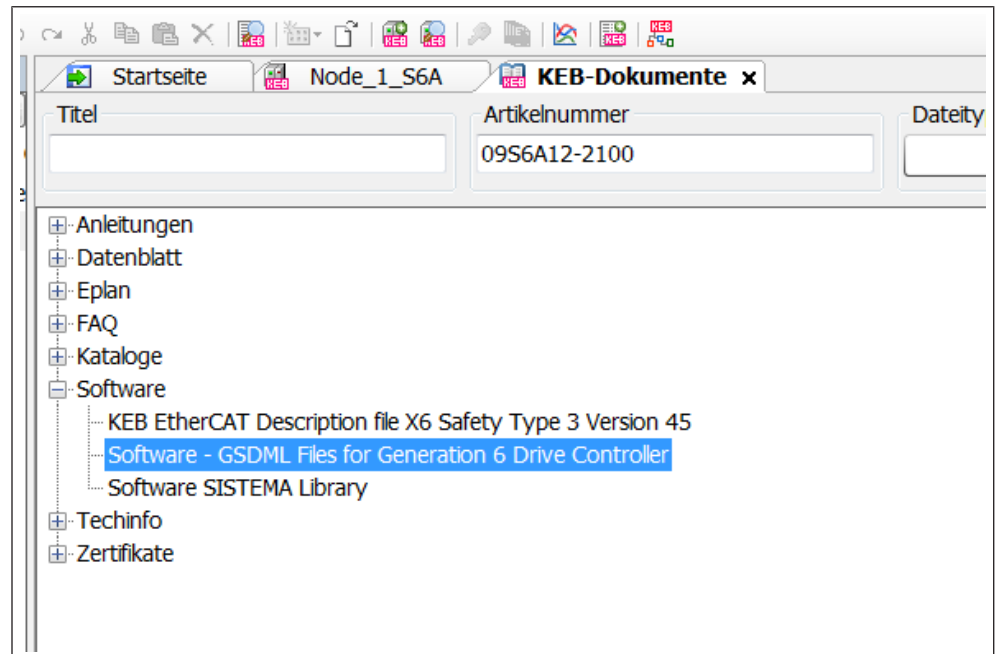 Startseite Node_1_S6A KEB-Dokumente x
Titel Artikelnummer Dateity
09S6A12-2100
Anleitungen
Datenblatt
Eplan
FAQ
Kataloge
Software
KEB EtherCAT Description file X6 Safety Type 3 Version 45
Software - GSDML Files for Generation 6 Drive Controller
Software SISTEMA Library
Techinfo
Zertifikate